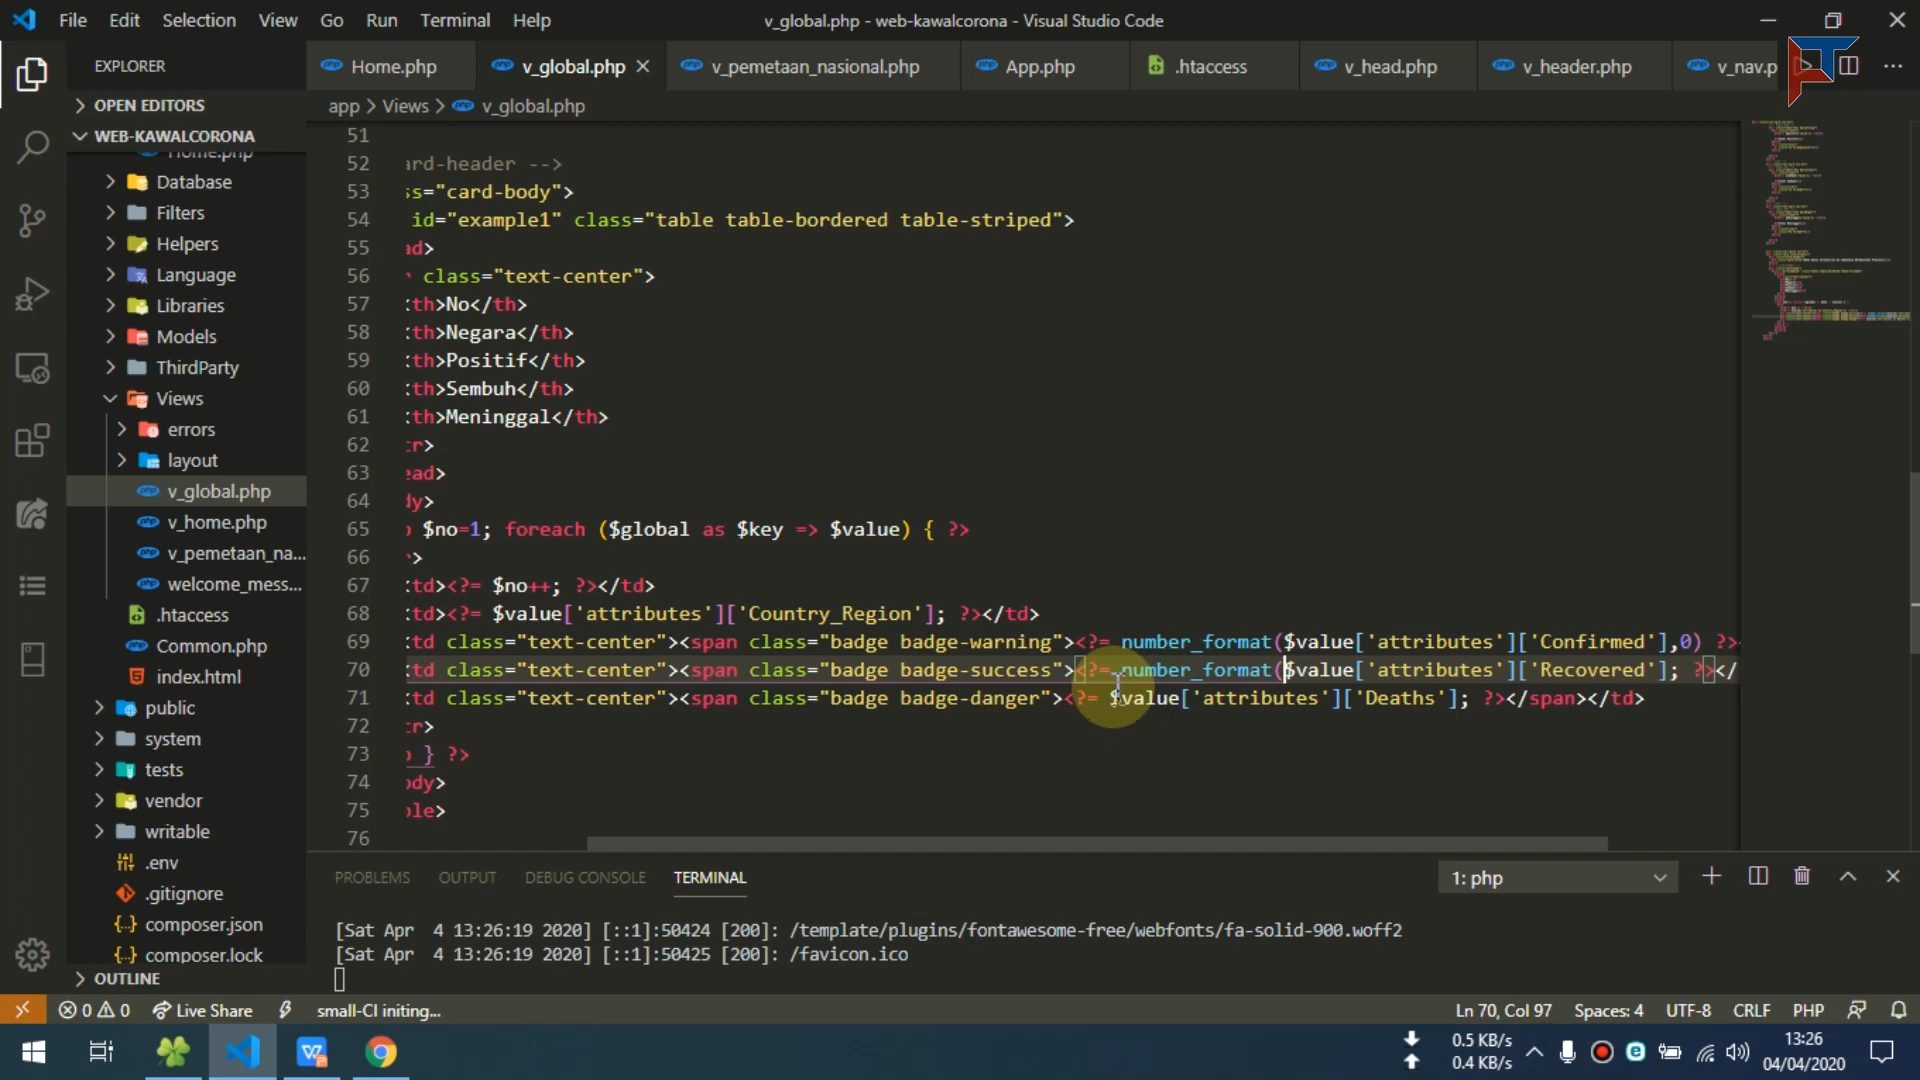 File Edit Selection View Go Run Terminal Help v_global.php - web-kawalcorona - Visual Studio Code
EXPLORER
Home.php v_global.php v_pemetaan_nasional.php App.php .htaccess v_head.php v_header.php v_nav.p
OPEN EDITORS
app > Views > v_global.php
WEB-KAWALCORONA
Home.php
Database
Filters
Helpers
Language
Libraries
Models
ThirdParty
Views
errors
layout
v_global.php
v_home.php
v_pemetaan_na...
welcome_mess...
.htaccess
Common.php
index.html
public
system
tests
vendor
writable
.env
.gitignore
composer.json
composer.lock
OUTLINE
51
52 ard-header -->
53 ss="card-body">
54 id="example1" class="table table-bordered table-striped">
55 ad>
56 class="text-center">
57 th>No</th>
58 th>Negara</th>
59 th>Positif</th>
60 th>Sembuh</th>
61 th>Meninggal</th>
62 tr>
63 ead>
64 dy>
65 $no=1; foreach ($global as $key => $value) { ?>
66 >
67 td><?= $no++; ?></td>
68 td><?= $value['attributes']['Country_Region']; ?></td>
69 td class="text-center"><span class="badge badge-warning"><?= number_format($value['attributes']['Confirmed'],0) ?>
70 td class="text-center"><span class="badge badge-success"><?= number_format($value['attributes']['Recovered']; ?></
71 td class="text-center"><span class="badge badge-danger"><?= $value['attributes']['Deaths']; ?></span></td>
72 tr>
73 } ?>
74 ody>
75 ble>
76
PROBLEMS OUTPUT DEBUG CONSOLE TERMINAL 1: php
[Sat Apr  4 13:26:19 2020] [::1]:50424 [200]: /template/plugins/fontawesome-free/webfonts/fa-solid-900.woff2
[Sat Apr  4 13:26:19 2020] [::1]:50425 [200]: /favicon.ico
0 0 Live Share small-CI initing... Ln 70, Col 97 Spaces: 4 UTF-8 CRLF PHP
0.5 KB/s
0.4 KB/s
13:26
04/04/2020